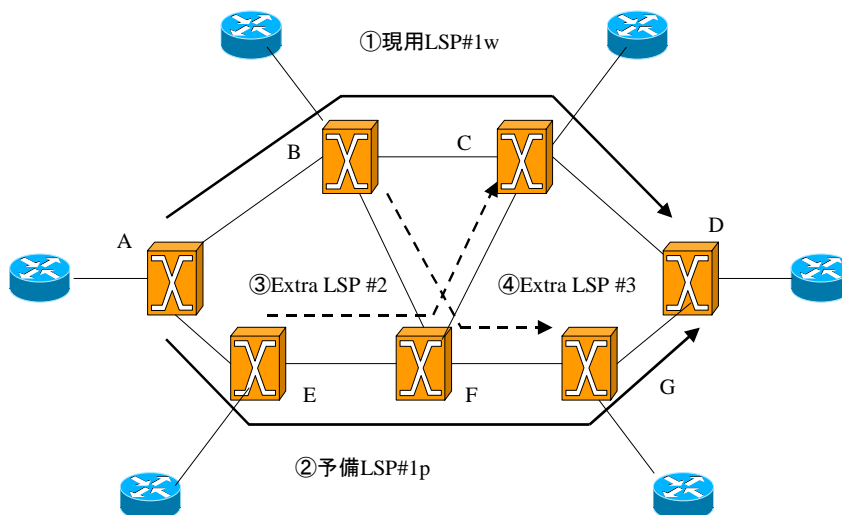 ①現用LSP#1w
B
C
A
D
③Extra LSP #2
④Extra LSP #3
E
F
G
②予備LSP#1p